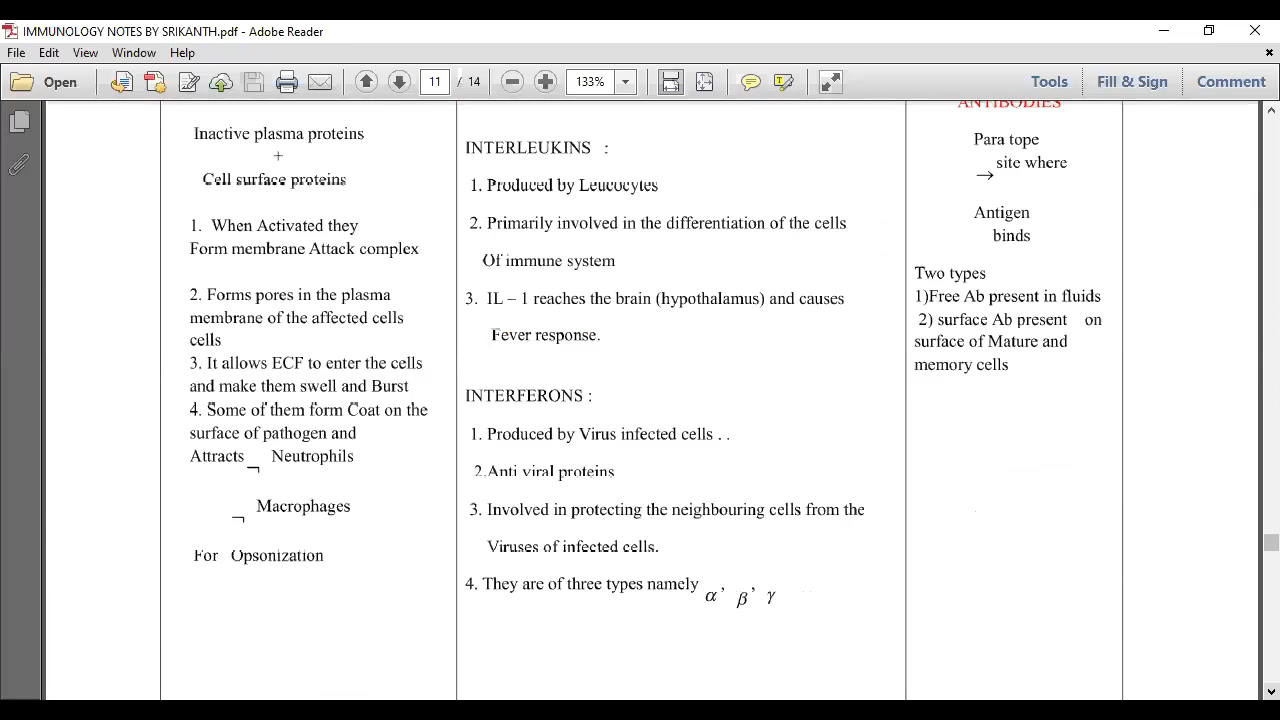 IMMUNOLOGY NOTES BY SRIKANTH.pdf - Adobe Reader
File Edit View Window Help
Open 11 / 14 133% Tools Fill & Sign Comment
Inactive plasma proteins
+
Cell surface proteins
1. When Activated they
Form membrane Attack complex
2. Forms pores in the plasma
membrane of the affected cells
cells
3. It allows ECF to enter the cells
and make them swell and Burst
4. Some of them form Coat on the
surface of pathogen and
Attracts ¬ Neutrophils
¬ Macrophages
For Opsonization
INTERLEUKINS :
1. Produced by Leucocytes
2. Primarily involved in the differentiation of the cells
Of immune system
3. IL – 1 reaches the brain (hypothalamus) and causes
Fever response.
INTERFERONS :
1. Produced by Virus infected cells . .
2.Anti viral proteins
3. Involved in protecting the neighbouring cells from the
Viruses of infected cells.
4. They are of three types namely α, β, γ
ANTIBODIES
Para tope
→ site where
Antigen
binds
Two types
1)Free Ab present in fluids
2) surface Ab present on
surface of Mature and
memory cells